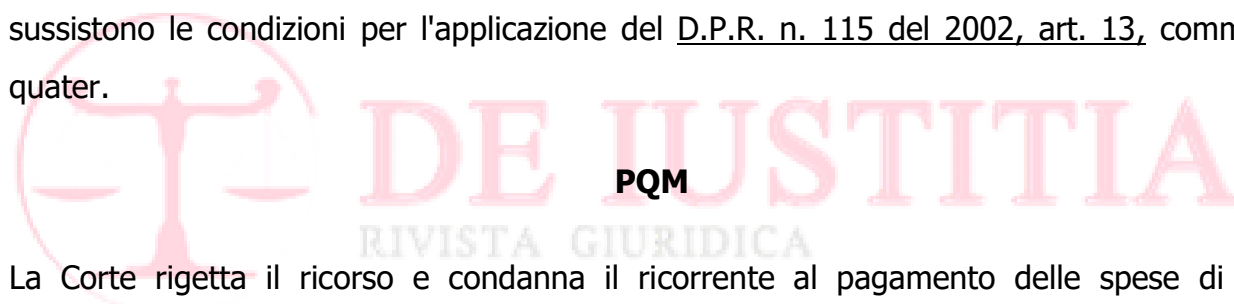 sussistono le condizioni per l'applicazione del D.P.R. n. 115 del 2002, art. 13,
quater.
DE IUSTITIA
PQM
RIVISTA GIURIDICA
La Corte rigetta il ricorso e condanna il ricorrente al pagamento delle spese di